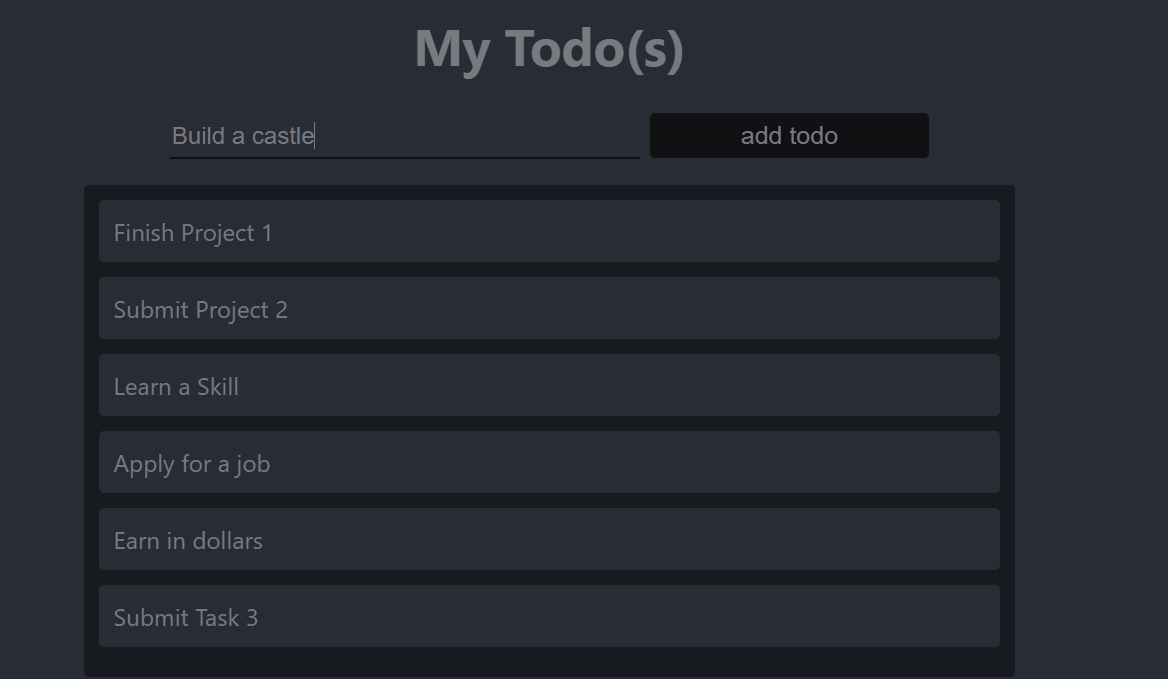 My Todo(s)
Build a castle
add todo
Finish Project 1
Submit Project 2
Learn a Skill
Apply for a job
Earn in dollars
Submit Task 3